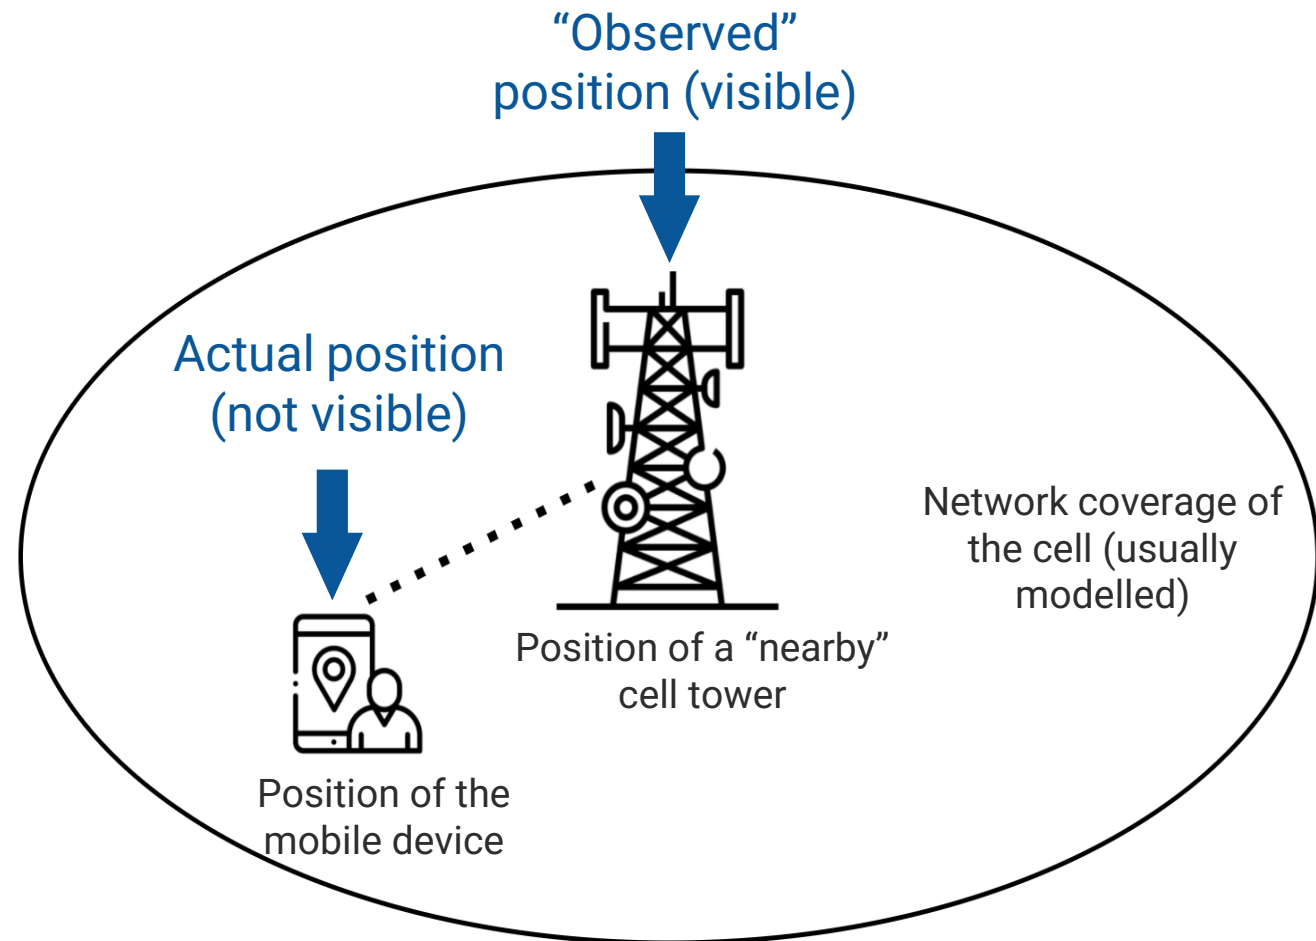 “Observed”
position (visible)
Actual position
(not visible)
Network coverage of
the cell (usually
modelled)
Position of a “nearby”
cell tower
Position of the
mobile device